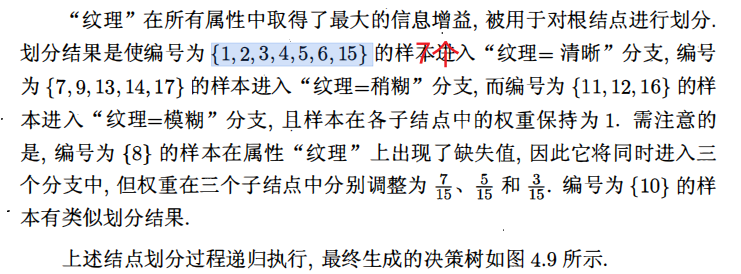 “纹理”在所有属性中取得了最大的信息增益, 被用于对根结点进行划分.
划分结果是使编号为 {1, 2, 3, 4, 5, 6, 15} 的样本进入“纹理= 清晰”分支, 编号
7个
为 {7, 9, 13, 14, 17} 的样本进入“纹理=稍糊”分支, 而编号为 {11, 12, 16} 的样
本进入“纹理=模糊”分支, 且样本在各子结点中的权重保持为 1. 需注意的
是, 编号为 {8} 的样本在属性“纹理”上出现了缺失值, 因此它将同时进入三
个分支中, 但权重在三个子结点中分别调整为 7/15、5/15 和 3/15. 编号为 {10} 的样
本有类似划分结果.
上述结点划分过程递归执行, 最终生成的决策树如图 4.9 所示.